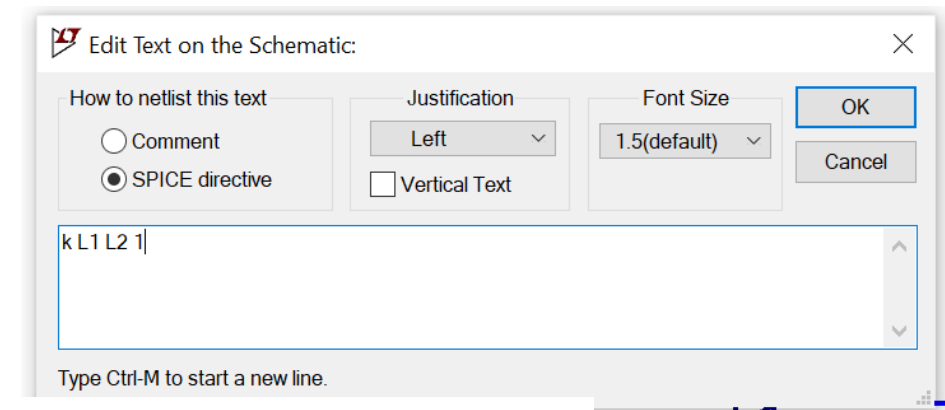 Edit Text on the Schematic:
How to netlist this text
Comment
SPICE directive
Justification
Left
Vertical Text
Font Size
1.5(default)
OK
Cancel
k L1 L2 1
Type Ctrl-M to start a new line.